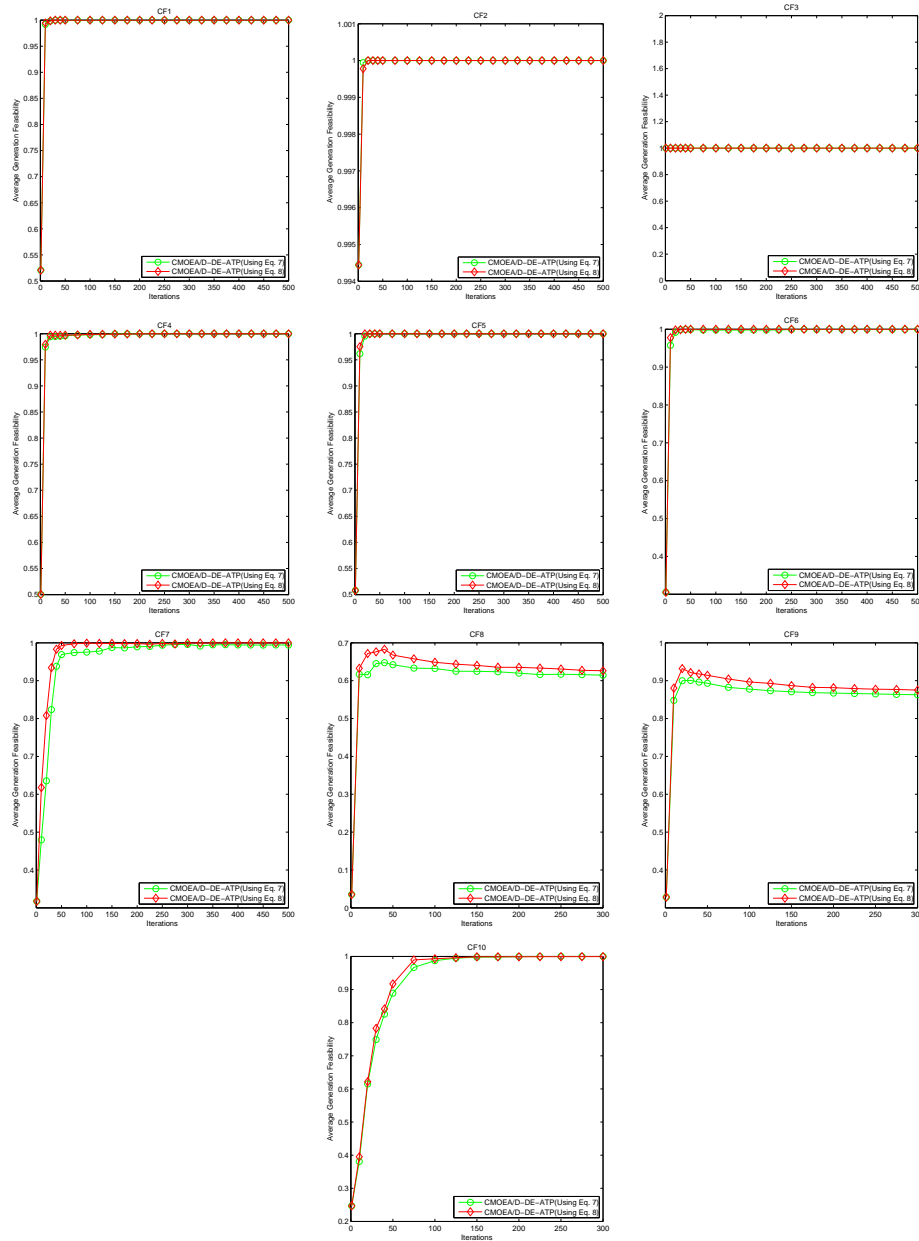 CF1
1
0.95
0.9
0.85
0.8
0.75
0.7
0.65
0.6
0.55
0.5
Average Generation Feasibility
CMOEA/D−DE−ATP(Using Eq. 7)
CMOEA/D−DE−ATP(Using Eq. 8)
0 50 100 150 200 250 300 350 400 450 500
Iterations
CF2
1.001
1
0.999
0.998
0.997
0.996
0.995
0.994
Average Generation Feasibility
CMOEA/D−DE−ATP(Using Eq. 7)
CMOEA/D−DE−ATP(Using Eq. 8)
0 50 100 150 200 250 300 350 400 450 500
Iterations
CF3
2
1.8
1.6
1.4
1.2
1
0.8
0.6
0.4
0.2
0
Average Generation Feasibility
CMOEA/D−DE−ATP(Using Eq. 7)
CMOEA/D−DE−ATP(Using Eq. 8)
0 50 100 150 200 250 300 350 400 450 500
Iterations
CF4
1
0.95
0.9
0.85
0.8
0.75
0.7
0.65
0.6
0.55
0.5
Average Generation Feasibility
CMOEA/D−DE−ATP(Using Eq. 7)
CMOEA/D−DE−ATP(Using Eq. 8)
0 50 100 150 200 250 300 350 400 450 500
Iterations
CF5
1
0.95
0.9
0.85
0.8
0.75
0.7
0.65
0.6
0.55
0.5
Average Generation Feasibility
CMOEA/D−DE−ATP(Using Eq. 7)
CMOEA/D−DE−ATP(Using Eq. 8)
0 50 100 150 200 250 300 350 400 450 500
Iterations
CF6
1
0.9
0.8
0.7
0.6
0.5
0.4
Average Generation Feasibility
CMOEA/D−DE−ATP(Using Eq. 7)
CMOEA/D−DE−ATP(Using Eq. 8)
0 50 100 150 200 250 300 350 400 450 500
Iterations
CF7
1
0.9
0.8
0.7
0.6
0.5
0.4
Average Generation Feasibility
CMOEA/D−DE−ATP(Using Eq. 7)
CMOEA/D−DE−ATP(Using Eq. 8)
0 50 100 150 200 250 300 350 400 450 500
Iterations
CF8
0.7
0.6
0.5
0.4
0.3
0.2
0.1
0
Average Generation Feasibility
CMOEA/D−DE−ATP(Using Eq. 7)
CMOEA/D−DE−ATP(Using Eq. 8)
0 50 100 150 200 250 300
Iterations
CF9
1
0.9
0.8
0.7
0.6
0.5
0.4
Average Generation Feasibility
CMOEA/D−DE−ATP(Using Eq. 7)
CMOEA/D−DE−ATP(Using Eq. 8)
0 50 100 150 200 250 300
Iterations
CF10
1
0.9
0.8
0.7
0.6
0.5
0.4
0.3
0.2
Average Generation Feasibility
CMOEA/D−DE−ATP(Using Eq. 7)
CMOEA/D−DE−ATP(Using Eq. 8)
0 50 100 150 200 250 300
Iterations